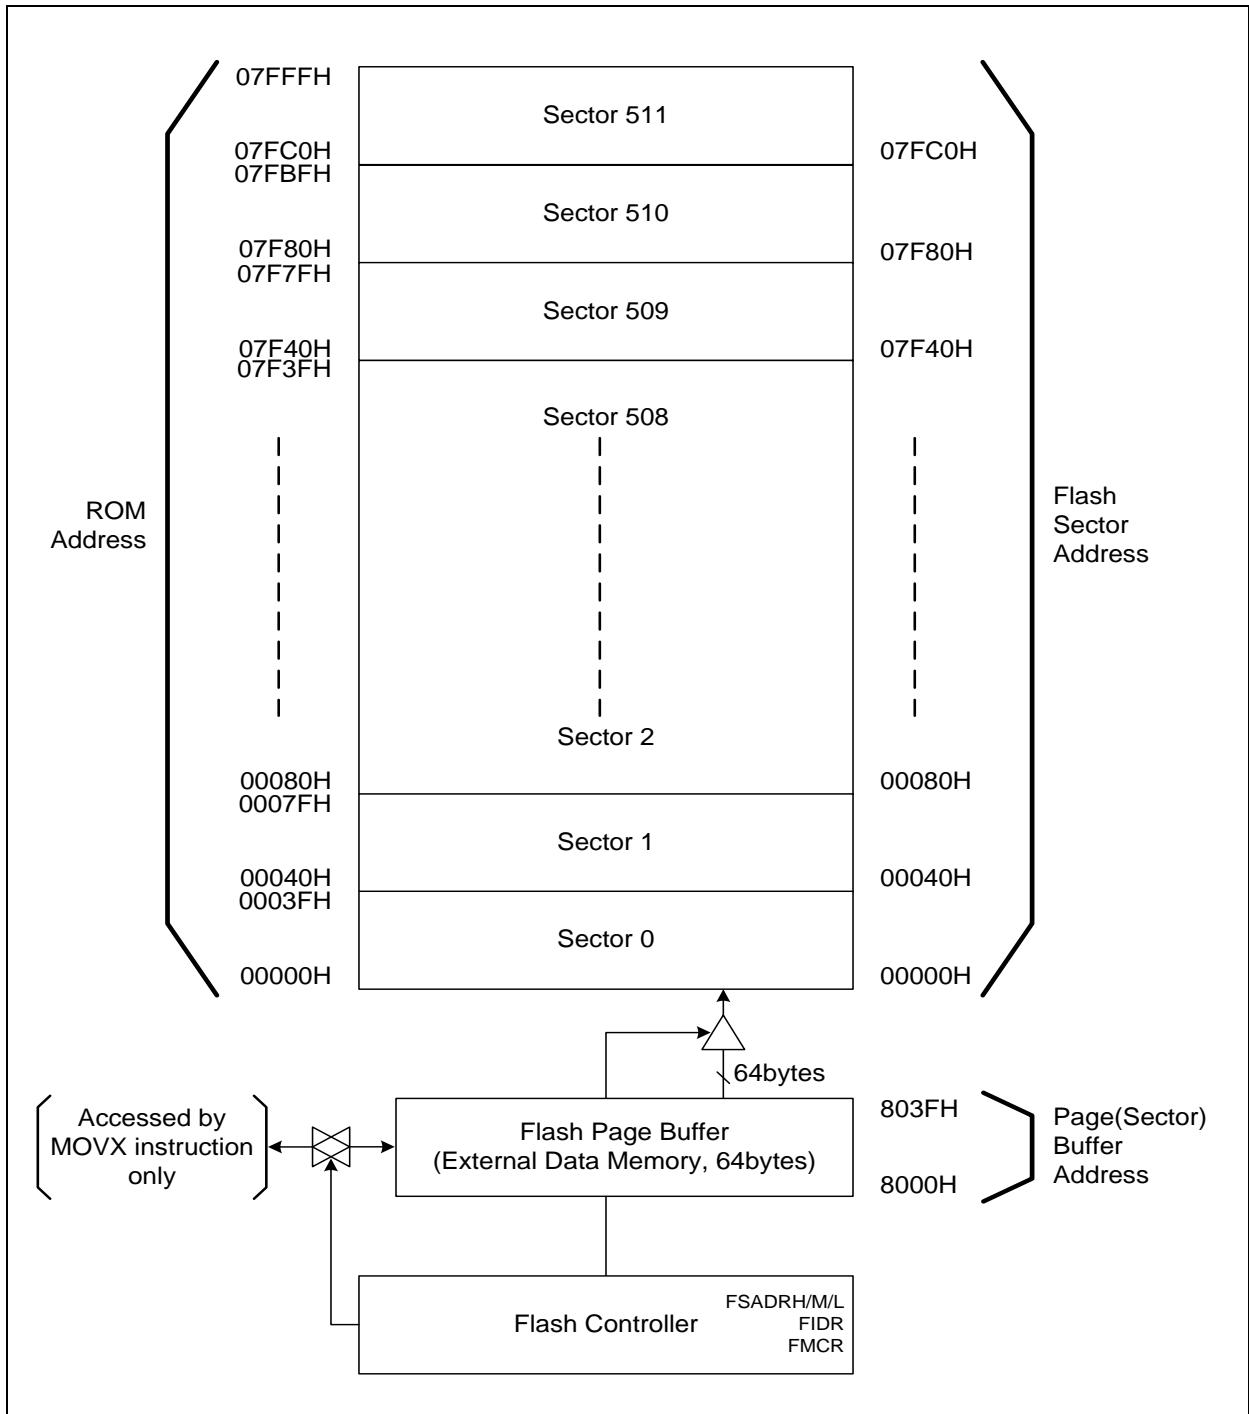 07FFFH
Sector 511
07FC0H
07FC0H
07FBFH
Sector 510
07F80H
07F80H
07F7FH
Sector 509
07F40H
07F40H
07F3FH
Sector 508
ROM
Address
Flash
Sector
Address
Sector 2
00080H
00080H
0007FH
Sector 1
00040H
00040H
0003FH
Sector 0
00000H
00000H
64bytes
Accessed by
MOVX instruction
only
Flash Page Buffer
(External Data Memory, 64bytes)
803FH
8000H
Page(Sector)
Buffer
Address
Flash Controller
FSADRH/M/L
FIDR
FMCR